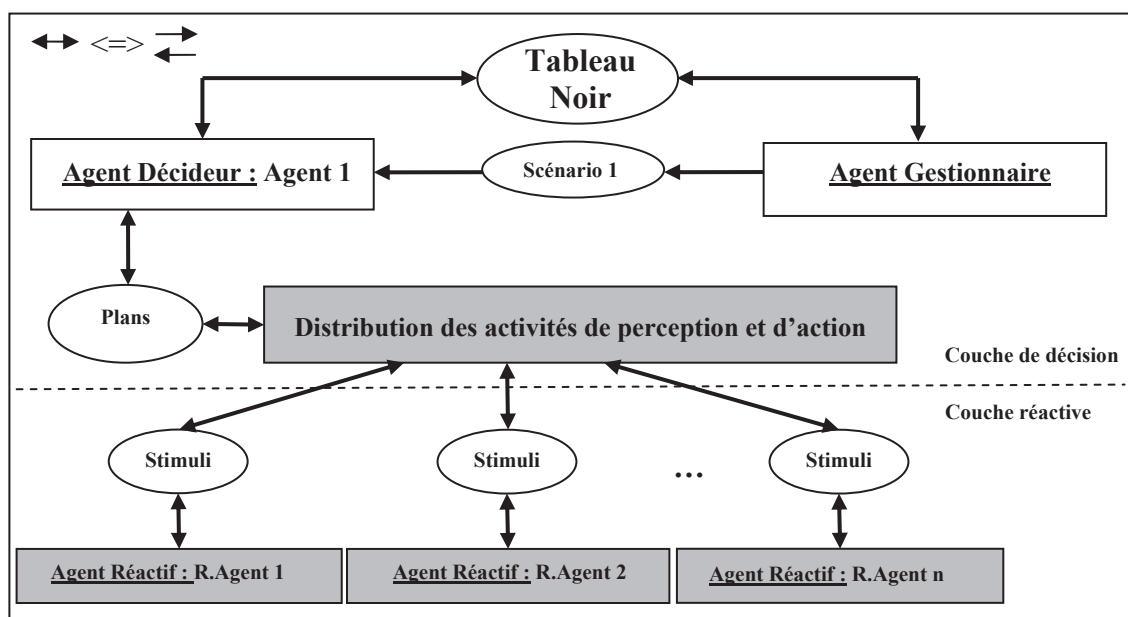 <=>
Tableau
Noir
Agent Décideur : Agent 1
Scénario 1
Agent Gestionnaire
Plans
Distribution des activités de perception et d’action
Couche de décision
Couche réactive
Stimuli
Stimuli
...
Stimuli
Agent Réactif : R.Agent 1
Agent Réactif : R.Agent 2
Agent Réactif : R.Agent n